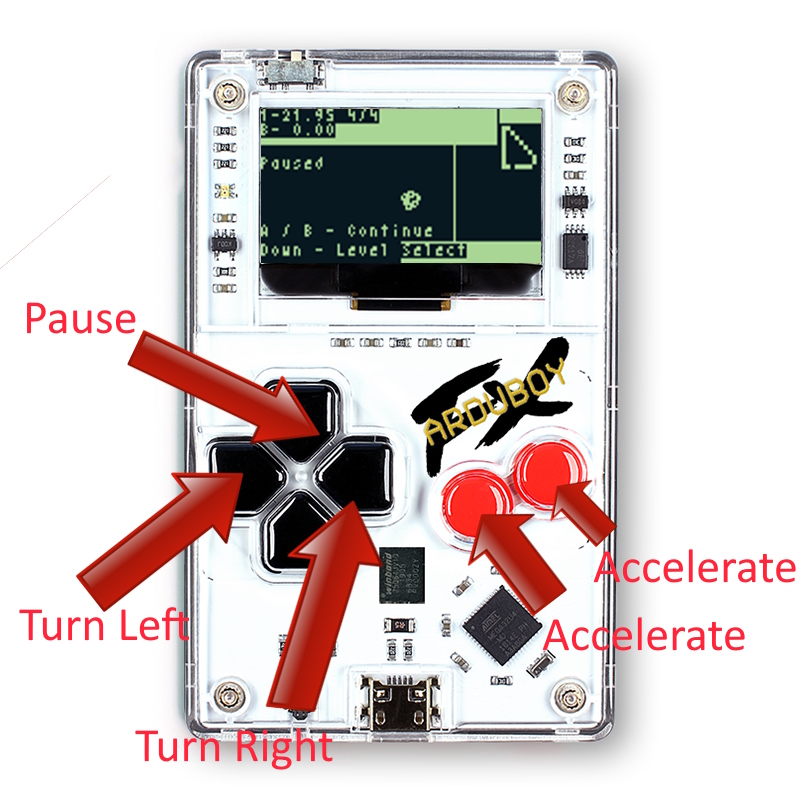 1-21.95 4/4
B- 0.00
Paused
A / B - Continue
Down - Level Select
Pause
ARDUBOY
FX
Accelerate
Turn Left
Accelerate
Turn Right
winbond